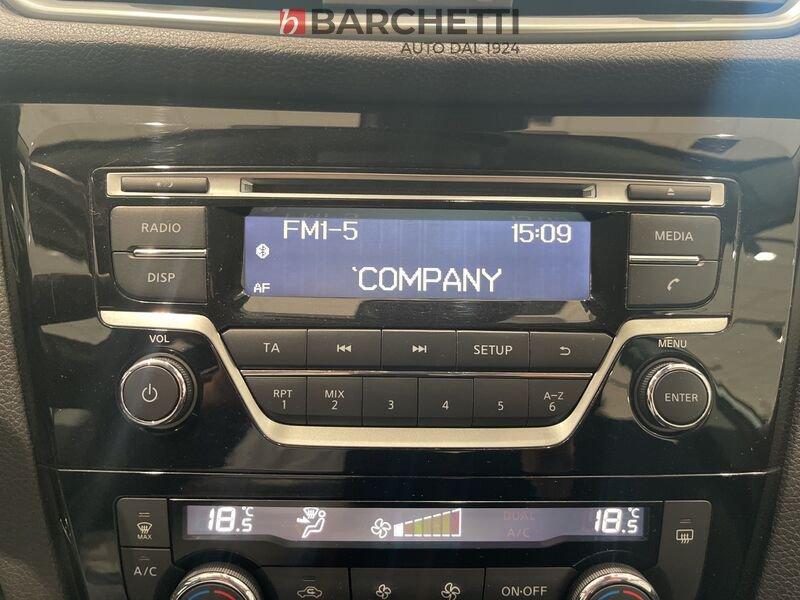 b BARCHETTI
AUTO DAL 1924
RADIO
DISP
FM1-5 15:09
'COMPANY
AF
MEDIA
VOL
TA
SETUP
MENU
RPT 1
MIX 2
3
4
5
A-Z 6
ENTER
MAX
18.5°C
DUAL
A/C
18.5°C
A/C
ON·OFF